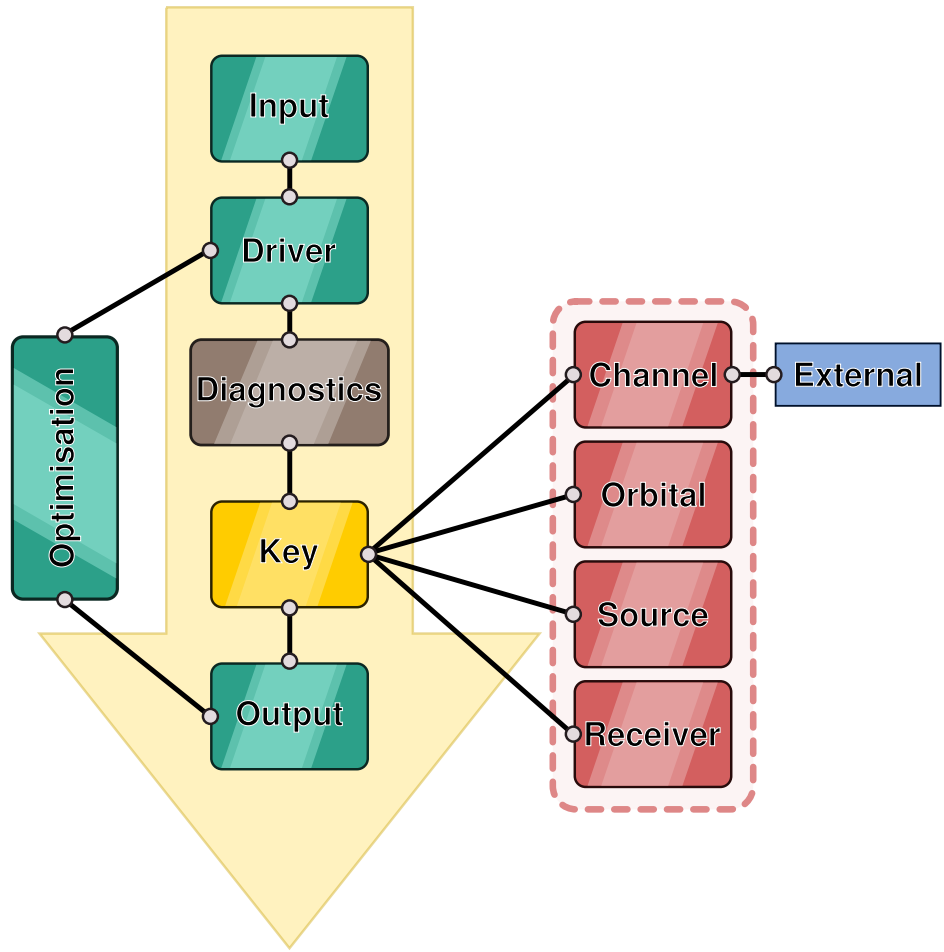 Input
Driver
Diagnostics
Key
Output
Optimisation
Channel
Orbital
Source
Receiver
External